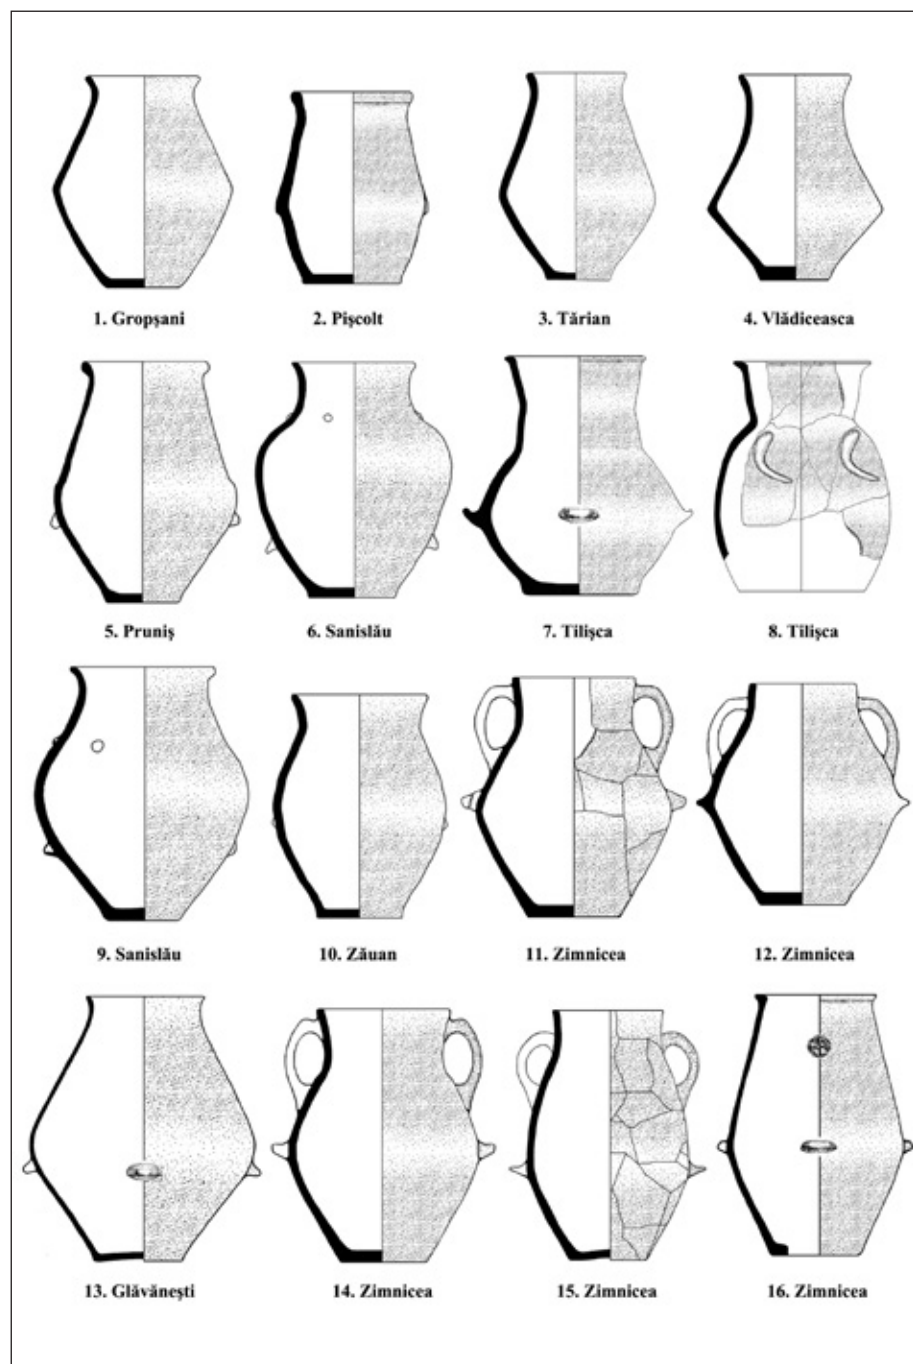 1. Gropşani
2. Pişcolt
3. Tărian
4. Vlădiceasca
5. Pruniş
6. Sanislău
7. Tilişca
8. Tilişca
9. Sanislău
10. Zăuan
11. Zimnicea
12. Zimnicea
13. Glăvăneşti
14. Zimnicea
15. Zimnicea
16. Zimnicea